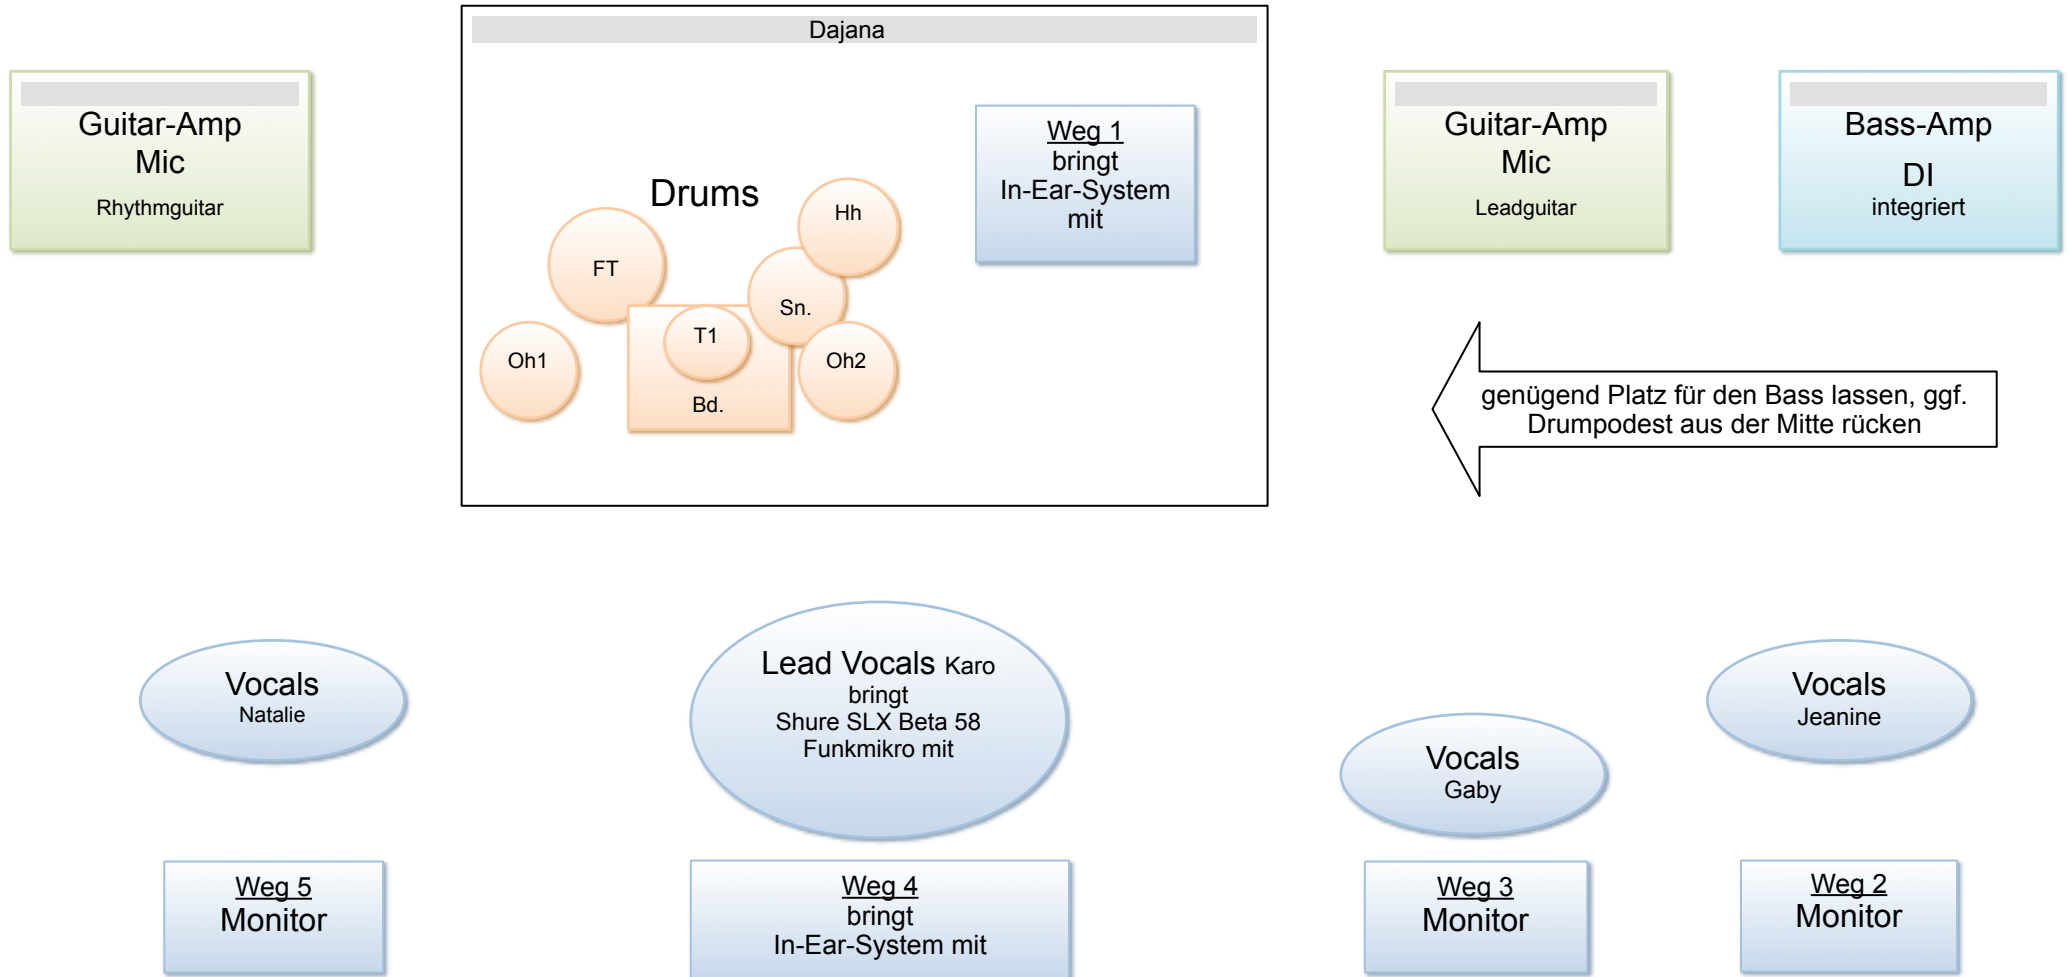 Dajana
Guitar-Amp
Mic
Rhythmguitar
Drums
FT
Hh
Sn.
T1
Oh1
Oh2
Bd.
Weg 1
bringt
In-Ear-System
mit
Guitar-Amp
Mic
Leadguitar
Bass-Amp
DI
integriert
genügend Platz für den Bass lassen, ggf.
Drumpodest aus der Mitte rücken
Vocals
Natalie
Lead Vocals Karo
bringt
Shure SLX Beta 58
Funkmikro mit
Vocals
Gaby
Vocals
Jeanine
Weg 5
Monitor
Weg 4
bringt
In-Ear-System mit
Weg 3
Monitor
Weg 2
Monitor